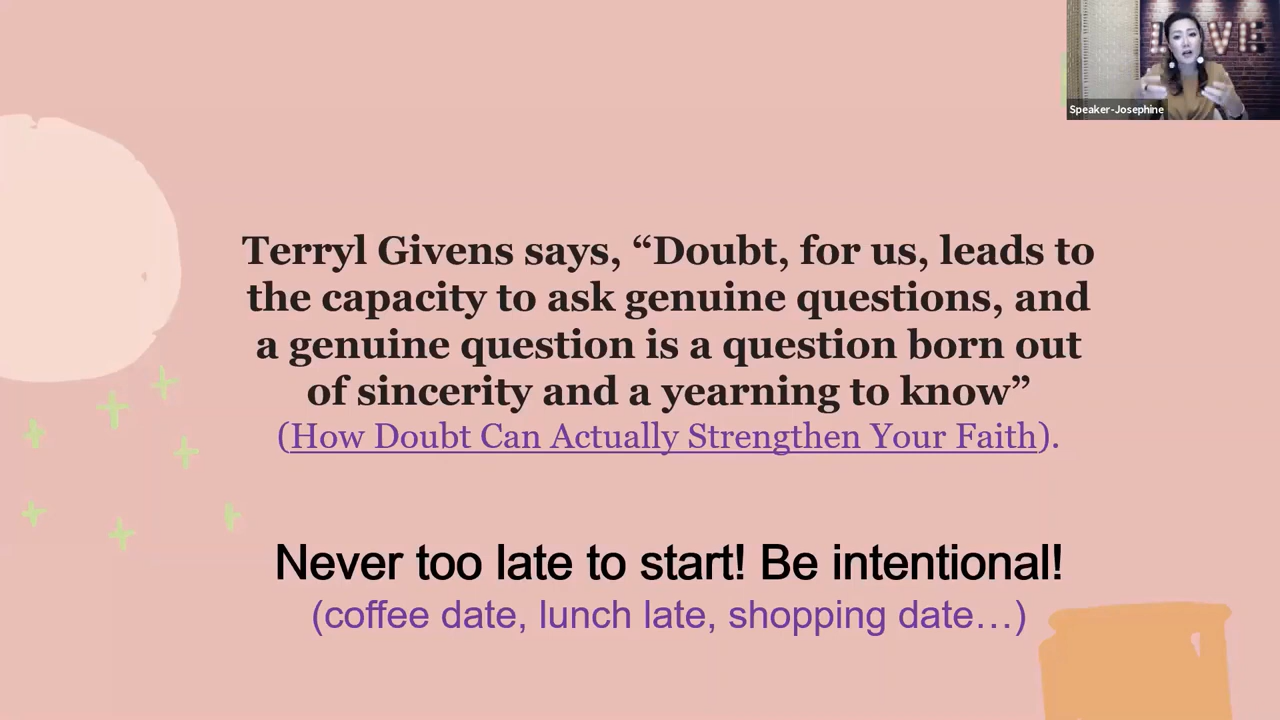 L VE
Speaker-Josephine
Terryl Givens says, “Doubt, for us, leads to
the capacity to ask genuine questions, and
a genuine question is a question born out
of sincerity and a yearning to know”
(How Doubt Can Actually Strengthen Your Faith).
Never too late to start! Be intentional!
(coffee date, lunch late, shopping date…)